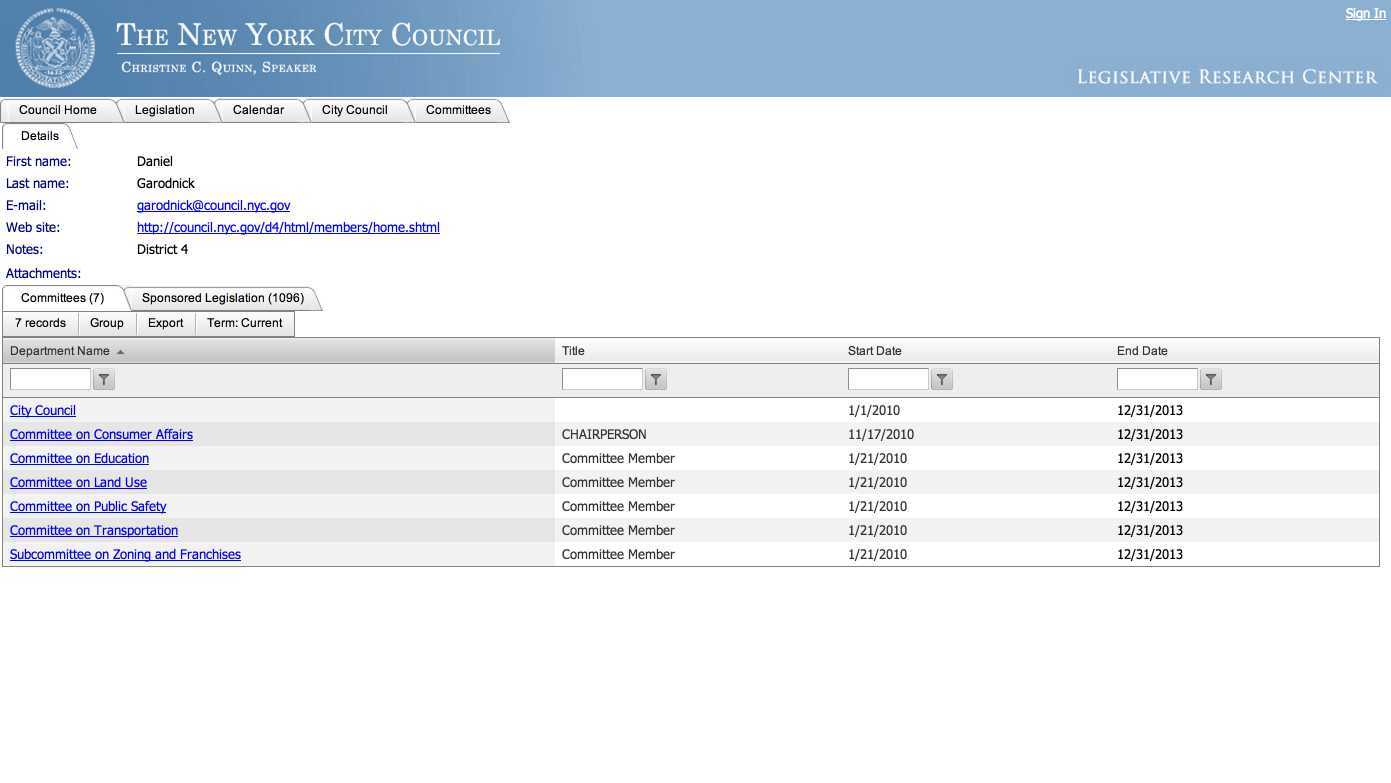 Sign In
THE NEW YORK CITY COUNCIL
CHRISTINE C. QUINN, SPEAKER
LEGISLATIVE RESEARCH CENTER
Council Home Legislation Calendar City Council Committees
Details
First name: Daniel
Last name: Garodnick
E-mail: garodnick@council.nyc.gov
Web site: http://council.nyc.gov/d4/html/members/home.shtml
Notes: District 4
Attachments:
Committees (7) Sponsored Legislation (1096)
7 records Group Export Term: Current
Department Name Title Start Date End Date
City Council 1/1/2010 12/31/2013
Committee on Consumer Affairs CHAIRPERSON 11/17/2010 12/31/2013
Committee on Education Committee Member 1/21/2010 12/31/2013
Committee on Land Use Committee Member 1/21/2010 12/31/2013
Committee on Public Safety Committee Member 1/21/2010 12/31/2013
Committee on Transportation Committee Member 1/21/2010 12/31/2013
Subcommittee on Zoning and Franchises Committee Member 1/21/2010 12/31/2013